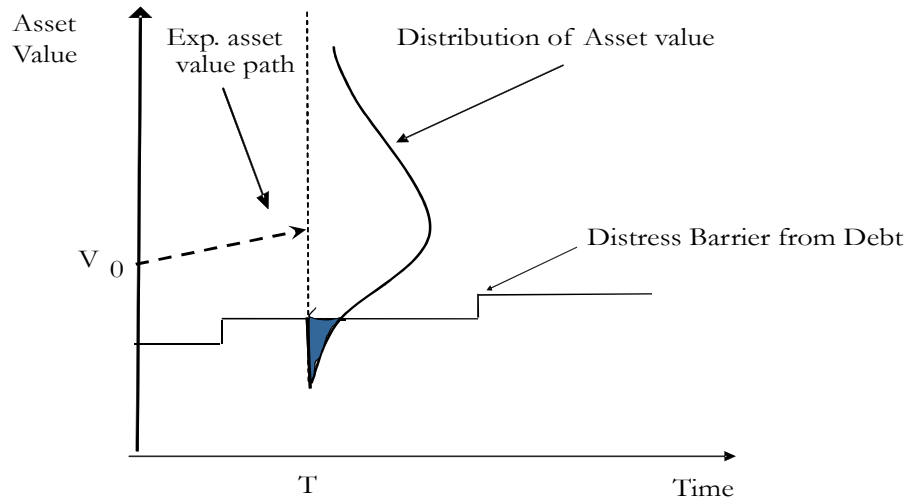 Asset
Value
Exp. asset
value path
Distribution of Asset value
Distress Barrier from Debt
V 0
T
Time